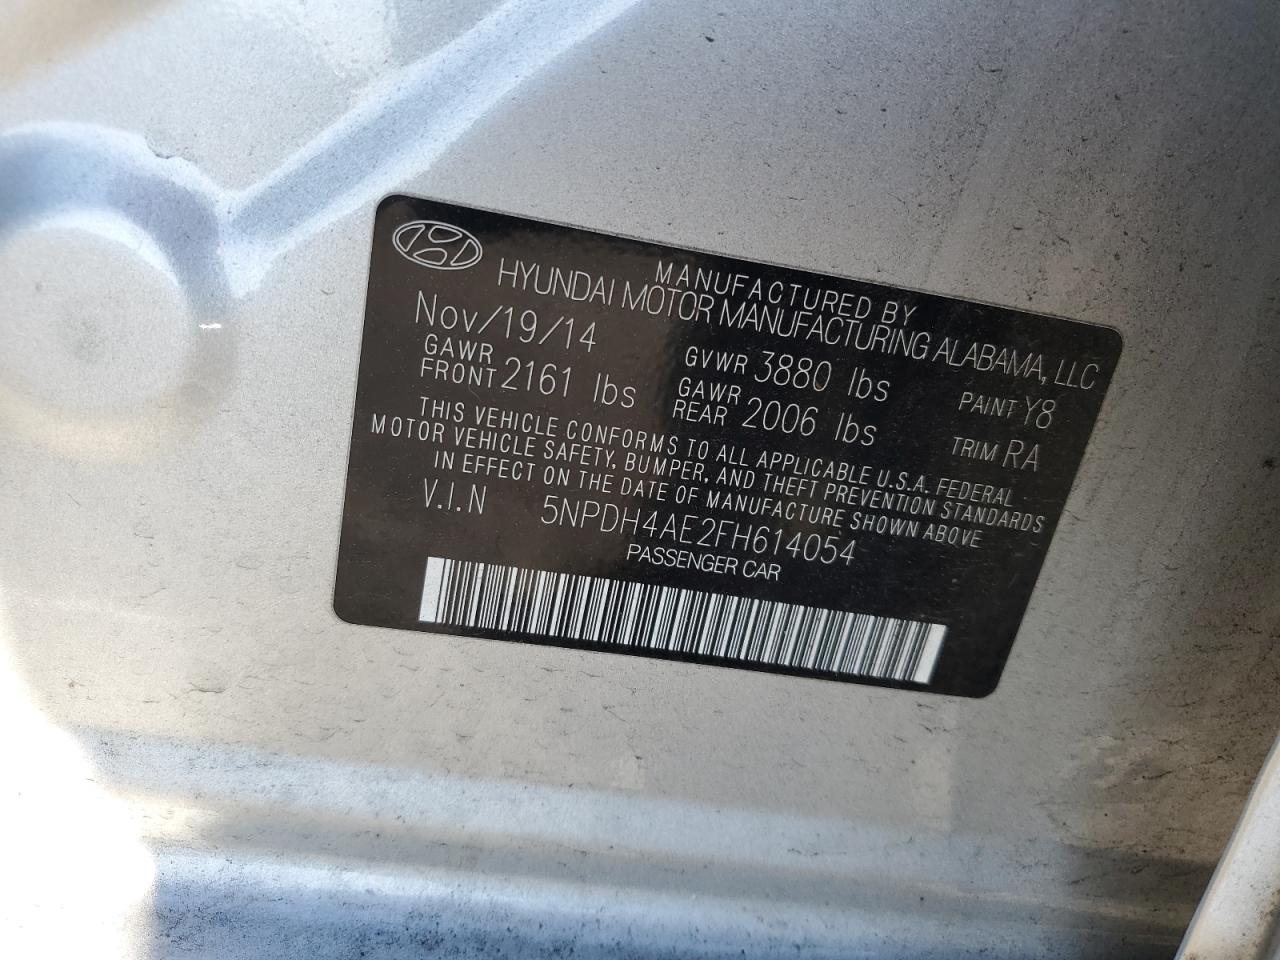 MANUFACTURED BY
HYUNDAI MOTOR MANUFACTURING ALABAMA, LLC
Nov/19/14 GVWR 3880 lbs PAINT Y8
GAWR FRONT 2161 lbs GAWR REAR 2006 lbs TRIM RA
THIS VEHICLE CONFORMS TO ALL APPLICABLE U.S.A. FEDERAL
MOTOR VEHICLE SAFETY, BUMPER, AND THEFT PREVENTION STANDARDS
IN EFFECT ON THE DATE OF MANUFACTURE SHOWN ABOVE
V.I.N 5NPDH4AE2FH614054
PASSENGER CAR